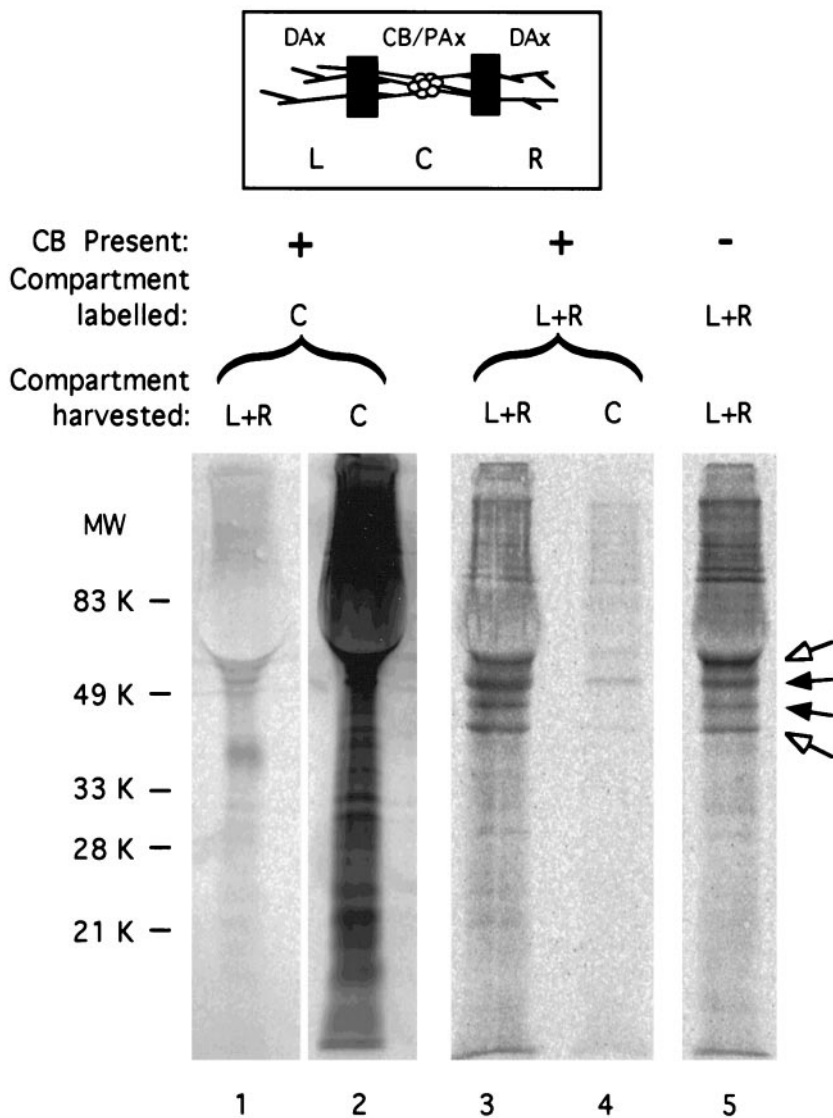 DAx CB/PAx DAx
L C R
CB Present: + + -
Compartment
labelled: C L+R L+R
Compartment
harvested: L+R C L+R C L+R
MW
83 K –
49 K –
33 K –
28 K –
21 K –
1 2 3 4 5